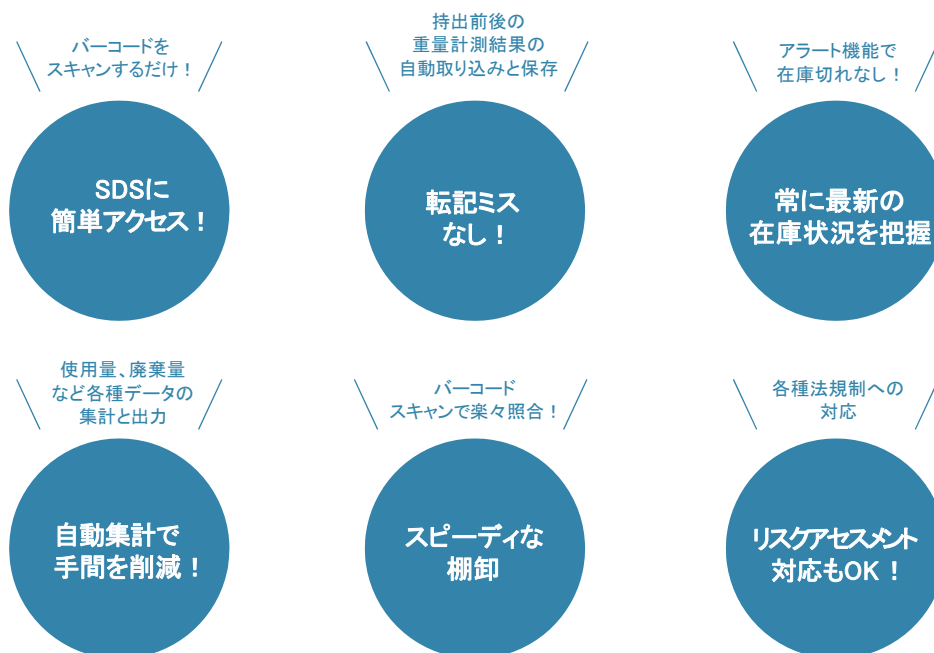 バーコードを
スキャンするだけ！
SDSに
簡単アクセス！
持出前後の
重量計測結果の
自動取り込みと保存
転記ミス
なし！
アラート機能で
在庫切れなし！
常に最新の
在庫状況を把握
使用量、廃棄量
など各種データの
集計と出力
自動集計で
手間を削減！
バーコード
スキャンで楽々照合！
スピーディな
棚卸
各種法規制への
対応
リスクアセスメント
対応もOK！